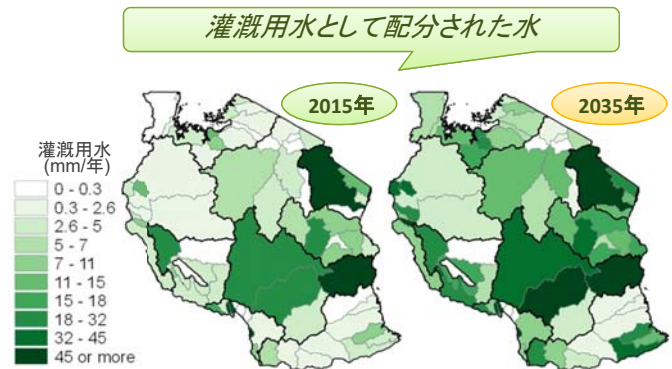 灌漑用水として配分された水
2015年
2035年
灌漑用水
(mm/年)
0 - 0.3
0.3 - 2.6
2.6 - 5
5 - 7
7 - 11
11 - 15
15 - 18
18 - 32
32 - 45
45 or more